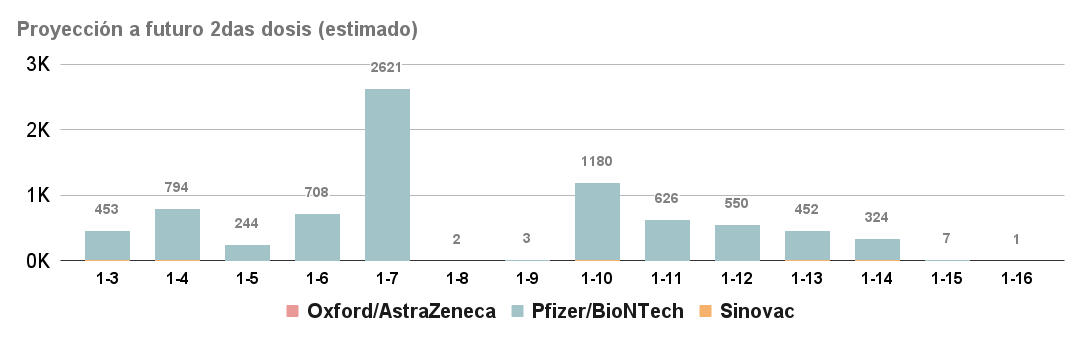 Proyección a futuro 2das dosis (estimado)
3K
2K
1K
0K
453
794
244
708
2621
2
3
1180
626
550
452
324
7
1
1-3 1-4 1-5 1-6 1-7 1-8 1-9 1-10 1-11 1-12 1-13 1-14 1-15 1-16
Oxford/AstraZeneca Pfizer/BioNTech Sinovac